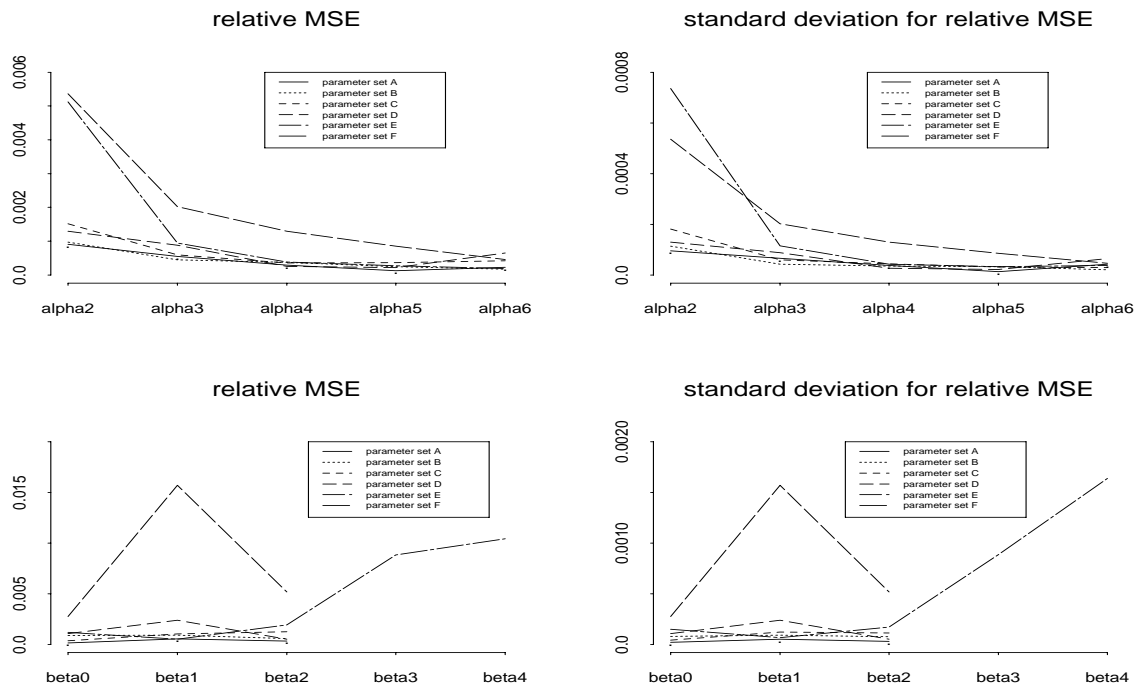 relative MSE
0.0 0.002 0.004 0.006
parameter set A
parameter set B
parameter set C
parameter set D
parameter set E
parameter set F
alpha2 alpha3 alpha4 alpha5 alpha6
standard deviation for relative MSE
0.0 0.0004 0.0008
parameter set A
parameter set B
parameter set C
parameter set D
parameter set E
parameter set F
alpha2 alpha3 alpha4 alpha5 alpha6
relative MSE
0.0 0.005 0.015
parameter set A
parameter set B
parameter set C
parameter set D
parameter set E
parameter set F
beta0 beta1 beta2 beta3 beta4
standard deviation for relative MSE
0.0 0.0010 0.0020
parameter set A
parameter set B
parameter set C
parameter set D
parameter set E
parameter set F
beta0 beta1 beta2 beta3 beta4